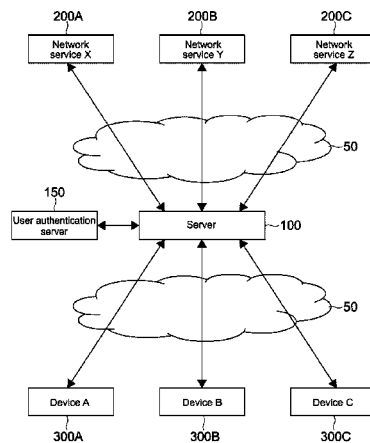 200A 200B 200C
Network service X
Network service Y
Network service Z
50
150
User authentication server
Server
100
50
Device A Device B Device C
300A 300B 300C